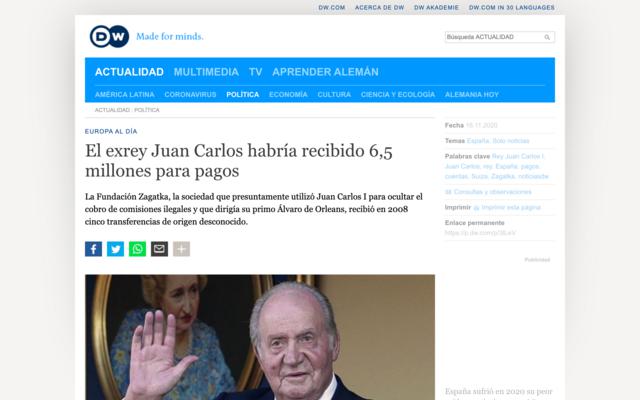 DW.COM ACERCA DE DW DW AKADEMIE DW.COM IN 30 LANGUAGES
DW Made for minds.
Búsqueda ACTUALIDAD
ACTUALIDAD MULTIMEDIA TV APRENDER ALEMÁN
AMÉRICA LATINA CORONAVIRUS POLÍTICA ECONOMÍA CULTURA CIENCIA Y ECOLOGÍA ALEMANIA HOY
ACTUALIDAD / POLÍTICA
EUROPA AL DÍA
El exrey Juan Carlos habría recibido 6,5
millones para pagos
La Fundación Zagatka, la sociedad que presuntamente utilizó Juan Carlos I para ocultar el
cobro de comisiones ilegales y que dirigía su primo Álvaro de Orleans, recibió en 2008
cinco transferencias de origen desconocido.
Fecha 16.11.2020
Temas España, ¡tolo noticias
Palabras clave Rey Juan Carlos I,
Juan Carlos, rey, España, pagos,
cuentas, Suiza, Zagatka, noticiasdw
Consultas y observaciones
Imprimir Imprimir esta página
Enlace permanente
https://p.dw.com/p/3LeV
Publicidad
España sufrió en 2020 su peor